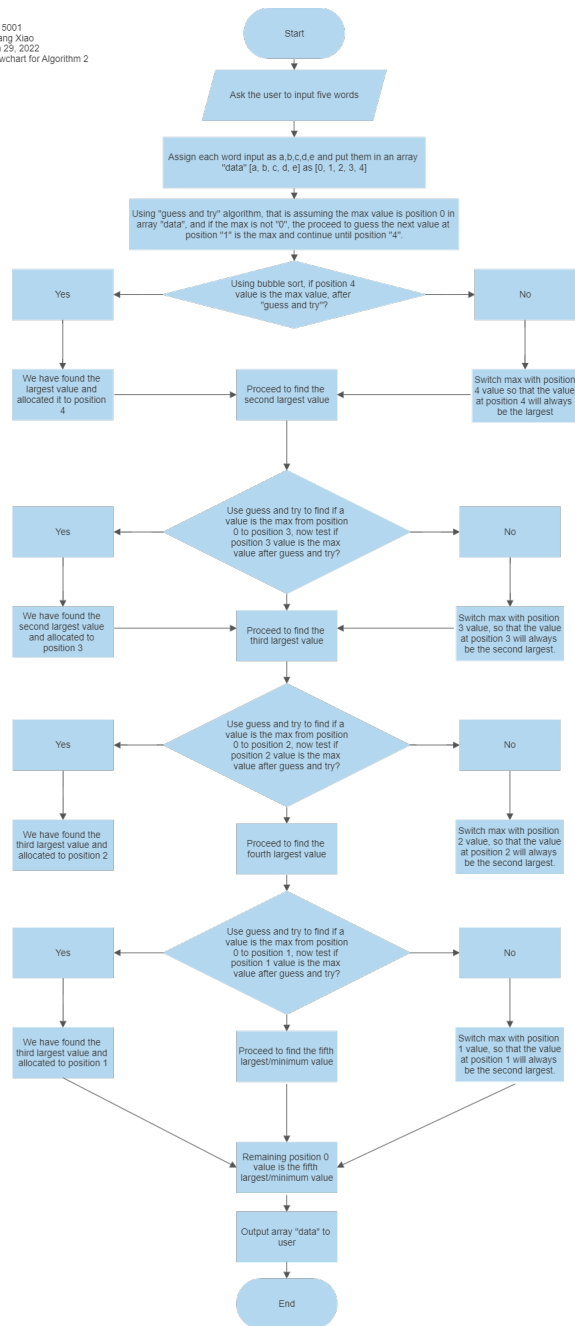 5001
ang Xiao
29, 2022
wchart for Algorithm 2
Start
Ask the user to input five words
Assign each word input as a,b,c,d,e and put them in an array
"data" [a, b, c, d, e] as [0, 1, 2, 3, 4]
Using "guess and try" algorithm, that is assuming the max value is position 0 in
array "data", and if the max is not "0", the proceed to guess the next value at
position "1" is the max and continue until position "4".
Yes
Using bubble sort, if position 4
value is the max value, after
"guess and try"?
No
We have found the
largest value and
allocated it to position
4
Proceed to find the
second largest value
Switch max with position
4 value so that the value
at position 4 will always
be the largest
Yes
Use guess and try to find if a
value is the max from position
0 to position 3, now test if
position 3 value is the max
value after guess and try?
No
We have found the
second largest value
and allocated to
position 3
Proceed to find the
third largest value
Switch max with position
3 value, so that the value
at position 3 will always
be the second largest.
Yes
Use guess and try to find if a
value is the max from position
0 to position 2, now test if
position 2 value is the max
value after guess and try?
No
We have found the
third largest value and
allocated to position 2
Proceed to find the
fourth largest value
Switch max with position
2 value, so that the value
at position 2 will always
be the second largest.
Yes
Use guess and try to find if a
value is the max from position
0 to position 1, now test if
position 1 value is the max
value after guess and try?
No
We have found the
third largest value and
allocated to position 1
Proceed to find the fifth
largest/minimum value
Switch max with position
1 value, so that the value
at position 1 will always
be the second largest.
Remaining position 0
value is the fifth
largest/minimum value
Output array "data" to
user
End